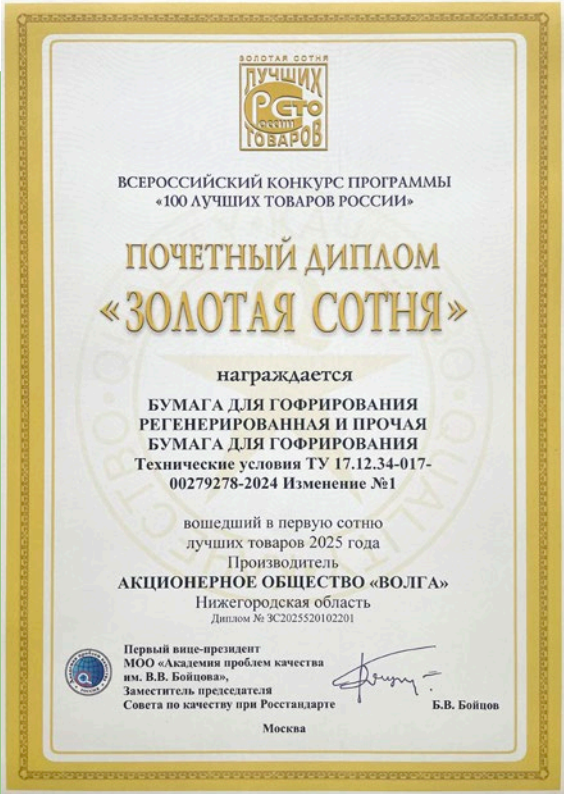 ЗОЛОТАЯ СОТНЯ
ЛУЧШИХ
СТО
России
ТОВАРОВ
ВСЕРОССИЙСКИЙ КОНКУРС ПРОГРАММЫ
«100 ЛУЧШИХ ТОВАРОВ РОССИИ»
ПОЧЕТНЫЙ ДИПЛОМ
«ЗОЛОТАЯ СОТНЯ»
награждается
БУМАГА ДЛЯ ГОФРИРОВАНИЯ
РЕГЕНЕРИРОВАННАЯ И ПРОЧАЯ
БУМАГА ДЛЯ ГОФРИРОВАНИЯ
Технические условия ТУ 17.12.34-017-
00279278-2024 Изменение №1
вошедший в первую сотню
лучших товаров 2025 года
Производитель
АКЦИОНЕРНОЕ ОБЩЕСТВО «ВОЛГА»
Нижегородская область
Диплом № ЗС2025520102201
Первый вице-президент
МОО «Академия проблем качества
им. В.В. Бойцова»,
Заместитель председателя
Совета по качеству при Росстандарте
Б.В. Бойцов
Москва